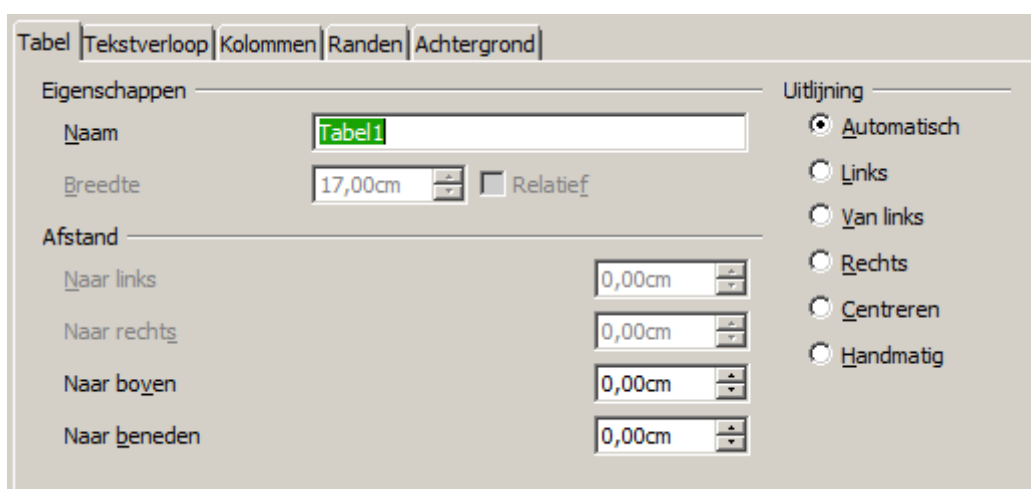 Tabel Tekstverloop Kolommen Randen Achtergrond
Eigenschappen
Naam Tabel1
Breedte 17,00cm Relatief
Afstand
Naar links 0,00cm
Naar rechts 0,00cm
Naar boven 0,00cm
Naar beneden 0,00cm
Uitlijning
Automatisch
Links
Van links
Rechts
Centreren
Handmatig